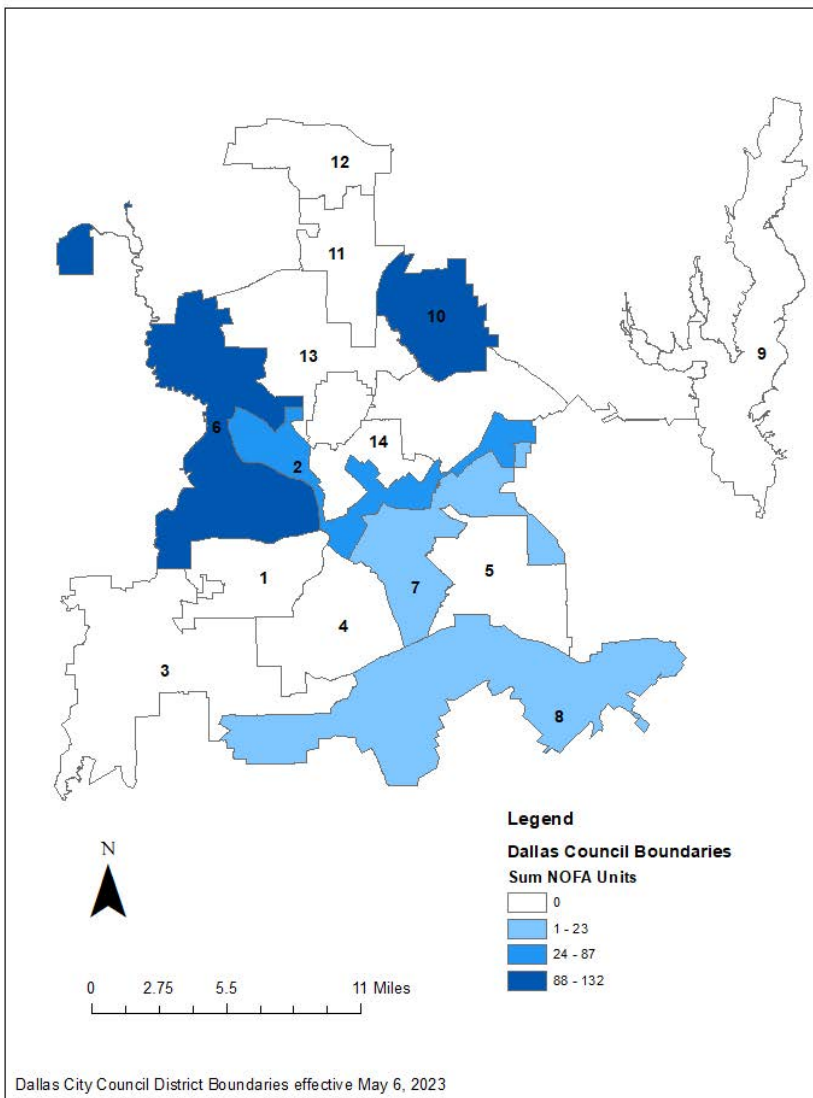 12
11
10
9
13
6
14
2
1
7
5
4
3
8
Legend
Dallas Council Boundaries
Sum NOFA Units
0
1 - 23
24 - 87
88 - 132
N
0 2.75 5.5 11 Miles
Dallas City Council District Boundaries effective May 6, 2023